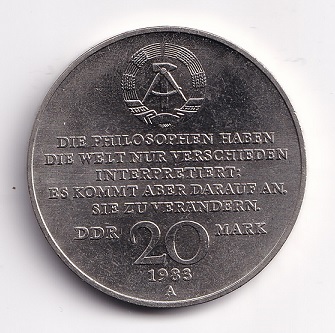 DIE PHILOSOPHEN HABEN
DIE WELT NUR VERSCHIEDEN
INTERPRETIERT;
ES KOMMT ABER DARAUF AN,
SIE ZU VERÄNDERN.
DDR 20 MARK
1983
A